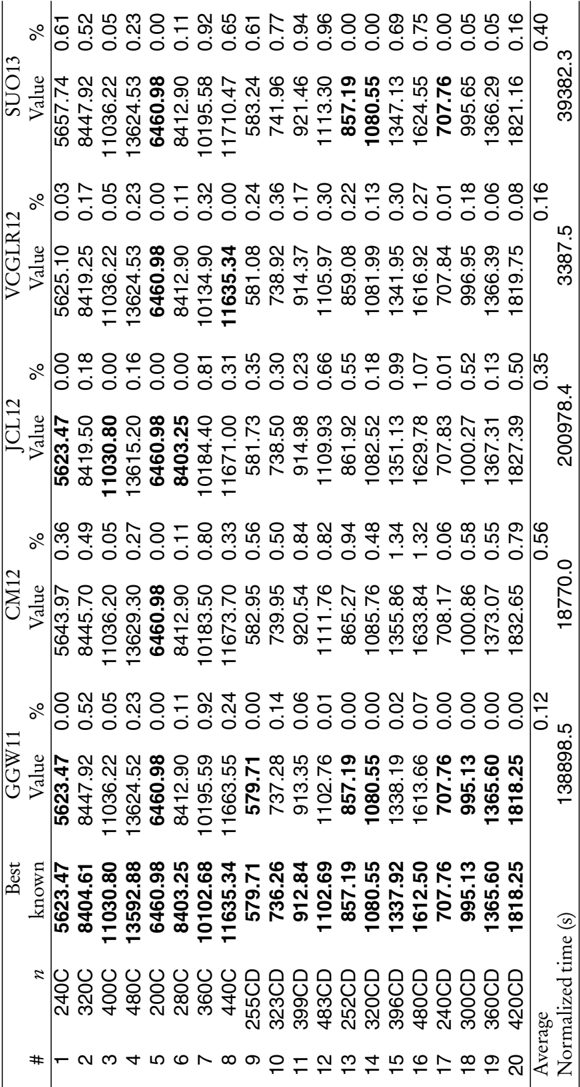 Best GGW11 CM12 JCL12 VCGLR12 SUO13
# n known Value % Value % Value % Value % Value %
1 240C 5623.47 5623.47 0.00 5643.97 0.36 5623.47 0.00 5625.10 0.03 5657.74 0.61
2 320C 8404.61 8447.92 0.52 8445.70 0.49 8419.50 0.18 8419.25 0.17 8447.92 0.52
3 400C 11030.80 11036.22 0.05 11036.20 0.05 11030.80 0.00 11036.22 0.05 11036.22 0.05
4 480C 13592.88 13624.52 0.23 13629.30 0.27 13615.20 0.16 13624.53 0.23 13624.53 0.23
5 200C 6460.98 6460.98 0.00 6460.98 0.00 6460.98 0.00 6460.98 0.00 6460.98 0.00
6 280C 8403.25 8412.90 0.11 8412.90 0.11 8403.25 0.00 8412.90 0.11 8412.90 0.11
7 360C 10102.68 10195.59 0.92 10183.50 0.80 10184.40 0.81 10134.90 0.32 10195.58 0.92
8 440C 11635.34 11663.55 0.24 11673.70 0.33 11671.00 0.31 11635.34 0.00 11710.47 0.65
9 255CD 579.71 579.71 0.00 582.95 0.56 581.73 0.35 581.08 0.24 583.24 0.61
10 323CD 736.26 737.28 0.14 739.95 0.50 738.50 0.30 738.92 0.36 741.96 0.77
11 399CD 912.84 913.35 0.06 920.54 0.84 914.98 0.23 914.37 0.17 921.46 0.94
12 483CD 1102.69 1102.76 0.01 1111.76 0.82 1109.93 0.66 1105.97 0.30 1113.30 0.96
13 252CD 857.19 857.19 0.00 865.27 0.94 861.92 0.55 859.08 0.22 857.19 0.00
14 320CD 1080.55 1080.55 0.00 1085.76 0.48 1082.52 0.18 1081.99 0.13 1080.55 0.00
15 396CD 1337.92 1338.19 0.02 1355.86 1.34 1351.13 0.99 1341.95 0.30 1347.13 0.69
16 480CD 1612.50 1613.66 0.07 1633.84 1.32 1629.78 1.07 1616.92 0.27 1624.55 0.75
17 240CD 707.76 707.76 0.00 708.17 0.06 707.83 0.01 707.84 0.01 707.76 0.00
18 300CD 995.13 995.13 0.00 1000.86 0.58 1000.27 0.52 996.95 0.18 995.65 0.05
19 360CD 1365.60 1365.60 0.00 1373.07 0.55 1367.31 0.13 1366.39 0.06 1366.29 0.05
20 420CD 1818.25 1818.25 0.00 1832.65 0.79 1827.39 0.50 1819.75 0.08 1821.16 0.16
Average 0.12 0.56 0.35 0.16 0.40
Normalized time (s) 138898.5 18770.0 200978.4 3387.5 39382.3